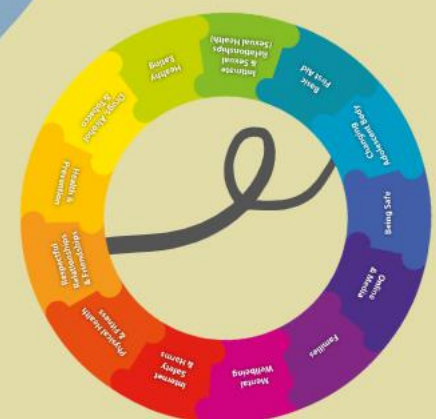 Intimate
& Sexual
Relationships
(Sexual Health)
Basic
First Aid
Changing
Adolescent Body
Being Safe
Online
& Media
Families
Mental
Wellbeing
Internet
Safety
& Harms
Physical Health
& Fitness
Respectful
Relationships
& Friendships
Health &
Prevention
Drugs Alcohol
& Tobacco
Healthy
Eating